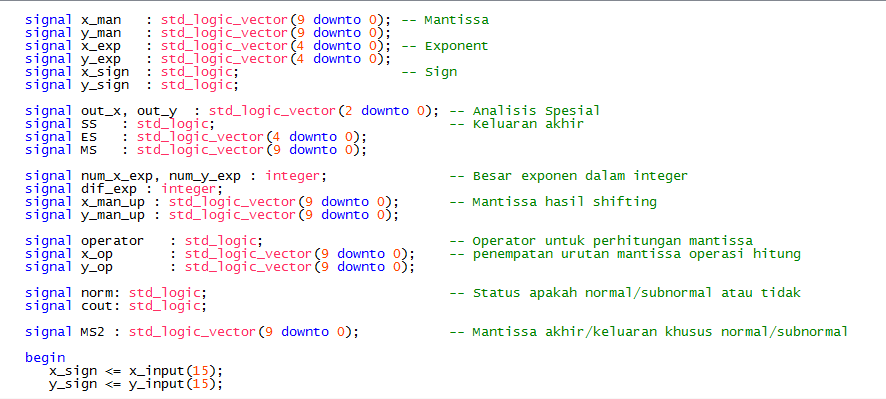 signal x_man   : std_logic_vector(9 downto 0); -- Mantissa
signal y_man   : std_logic_vector(9 downto 0);
signal x_exp   : std_logic_vector(4 downto 0); -- Exponent
signal y_exp   : std_logic_vector(4 downto 0);
signal x_sign  : std_logic;                    -- Sign
signal y_sign  : std_logic;
signal out_x, out_y  : std_logic_vector(2 downto 0); -- Analisis Spesial
signal SS   : std_logic;                             -- Keluaran akhir
signal ES   : std_logic_vector(4 downto 0);
signal MS   : std_logic_vector(9 downto 0);
signal num_x_exp, num_y_exp : integer;               -- Besar exponen dalam integer
signal dif_exp : integer;
signal x_man_up : std_logic_vector(9 downto 0);      -- Mantissa hasil shifting
signal y_man_up : std_logic_vector(9 downto 0);
signal operator   : std_logic;                       -- Operator untuk perhitungan mantissa
signal x_op       : std_logic_vector(9 downto 0);    -- penempatan urutan mantissa operasi hitung
signal y_op       : std_logic_vector(9 downto 0);
signal norm: std_logic;                              -- Status apakah normal/subnormal atau tidak
signal cout: std_logic;
signal MS2 : std_logic_vector(9 downto 0);           -- Mantissa akhir/keluaran khusus normal/subnormal
begin
   x_sign <= x_input(15);
   y_sign <= y_input(15);